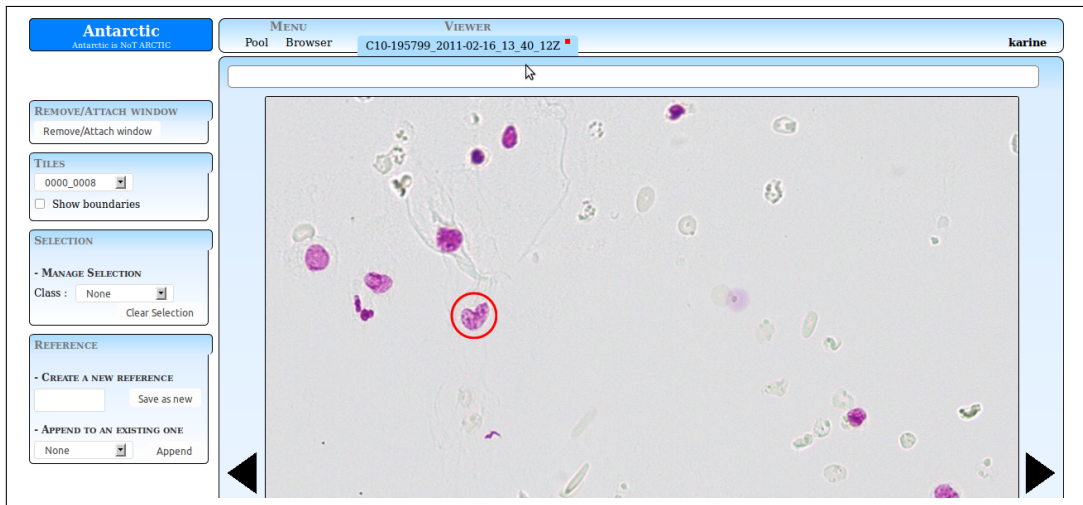 Antarctic
Antarctic is NoT ARCTIC
MENU
VIEWER
Pool Browser C10-195799_2011-02-16_13_40_12Z
karine
REMOVE/ATTACH WINDOW
Remove/Attach window
TILES
0000_0008
Show boundaries
SELECTION
- MANAGE SELECTION
Class : None
Clear Selection
REFERENCE
- CREATE A NEW REFERENCE
Save as new
- APPEND TO AN EXISTING ONE
None Append